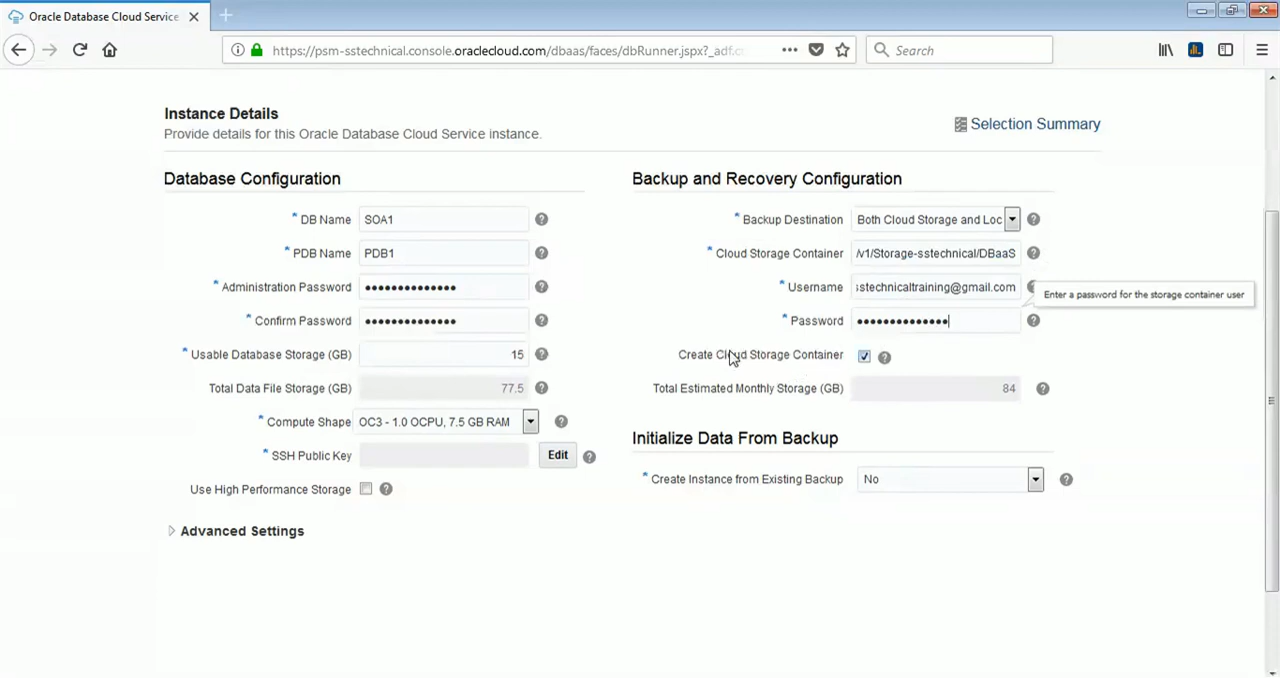 Oracle Database Cloud Service
https://psm-sstechnical.console.oraclecloud.com/dbaas/faces/dbRunner.jspx?_adf.c
Search
Instance Details
Provide details for this Oracle Database Cloud Service instance.
Selection Summary
Database Configuration
* DB Name SOA1
* PDB Name PDB1
* Administration Password ••••••••••••••
* Confirm Password ••••••••••••••
* Usable Database Storage (GB) 15
Total Data File Storage (GB) 77.5
* Compute Shape OC3 - 1.0 OCPU, 7.5 GB RAM
* SSH Public Key Edit
Use High Performance Storage
Advanced Settings
Backup and Recovery Configuration
* Backup Destination Both Cloud Storage and Loc
* Cloud Storage Container /v1/Storage-sstechnical/DBaaS
* Username sstechnicaltraining@gmail.com
Enter a password for the storage container user
* Password ••••••••••••••
Create Cloud Storage Container
Total Estimated Monthly Storage (GB) 84
Initialize Data From Backup
* Create Instance from Existing Backup No